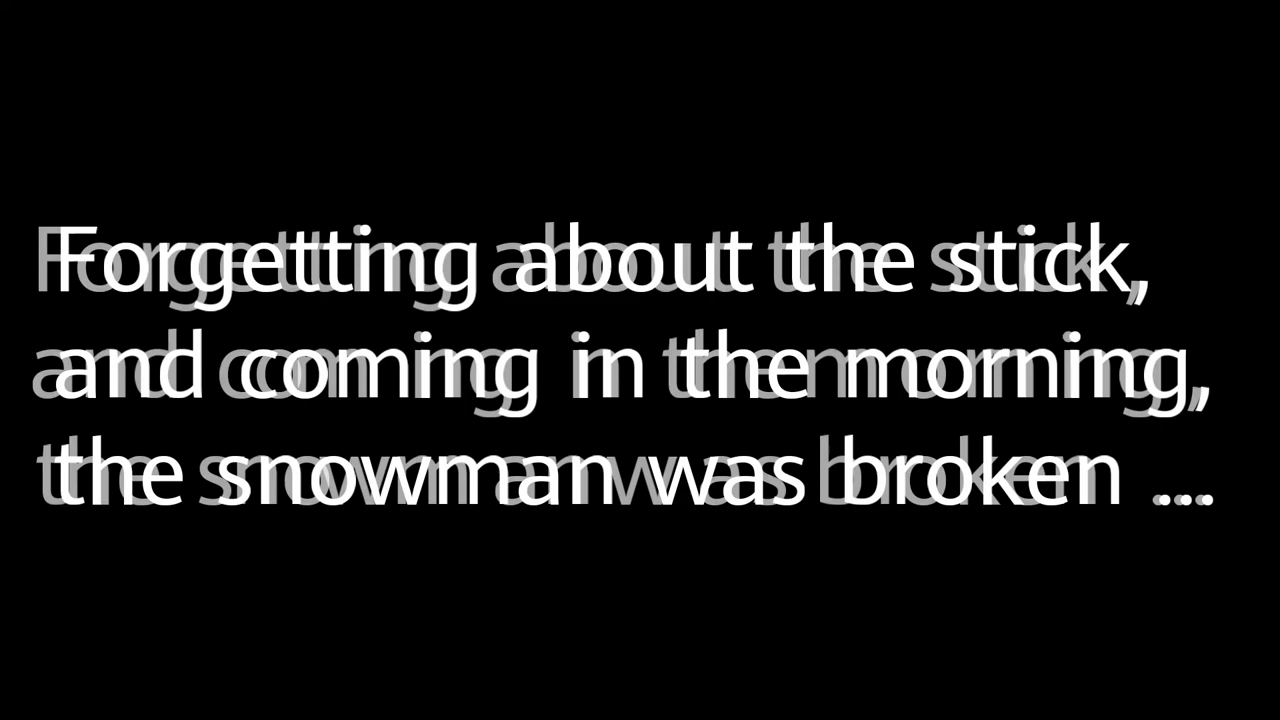 Forgetting about the stick,
and coming in the morning,
the snowman was broken ....